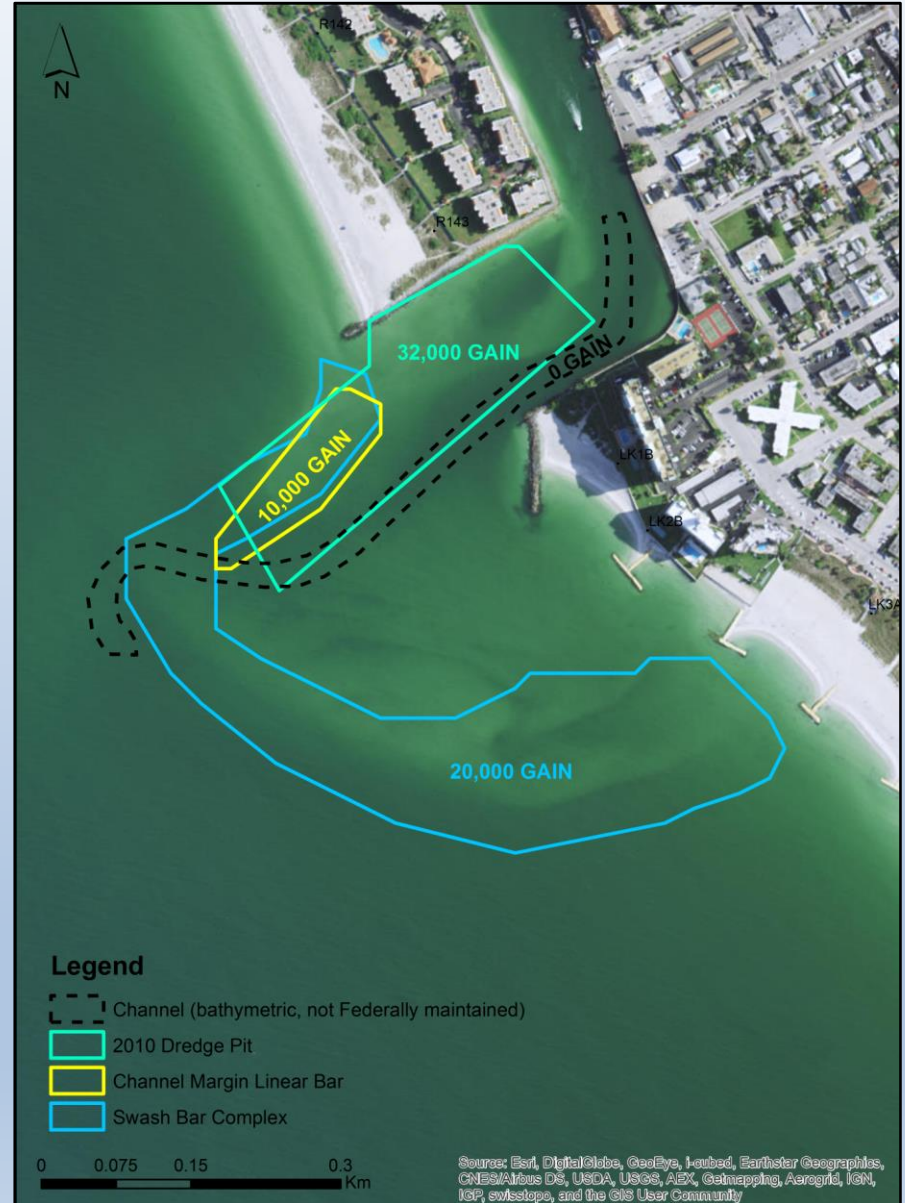 R142
N
R143
32,000 GAIN
0 GAIN
10,000 GAIN
LK1B
LK2B
LK3A
20,000 GAIN
Legend
Channel (bathymetric, not Federally maintained)
2010 Dredge Pit
Channel Margin Linear Bar
Swash Bar Complex
0 0.075 0.15 0.3
Km
Source: Esri, DigitalGlobe, GeoEye, i-cubed, Earthstar Geographics,
CNES/Airbus DS, USDA, USGS, AEX, Getmapping, Aerogrid, IGN,
IGP, swisstopo, and the GIS User Community